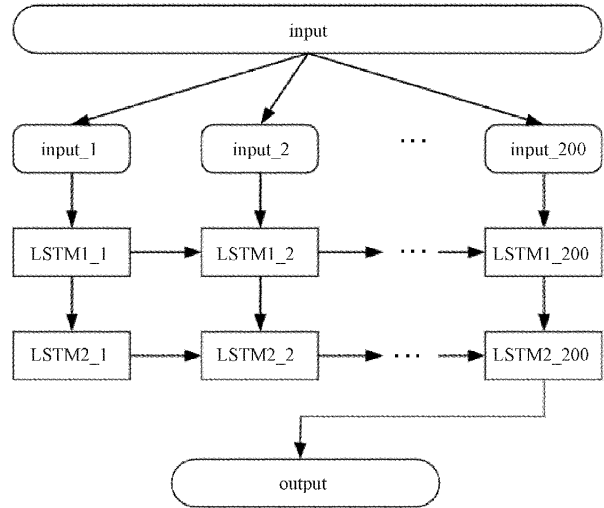 input
input_1
input_2
...
input_200
LSTM1_1
LSTM1_2
...
LSTM1_200
LSTM2_1
LSTM2_2
...
LSTM2_200
output